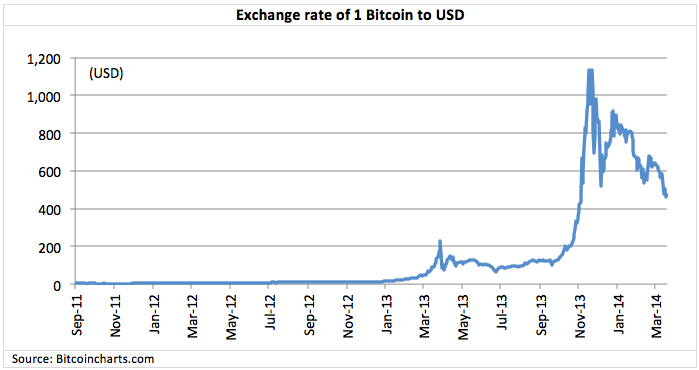 Exchange rate of 1 Bitcoin to USD
(USD)
1,200
1,000
800
600
400
200
0
Sep-11
Nov-11
Jan-12
Mar-12
May-12
Jul-12
Sep-12
Nov-12
Jan-13
Mar-13
May-13
Jul-13
Sep-13
Nov-13
Jan-14
Mar-14
Source: Bitcoincharts.com